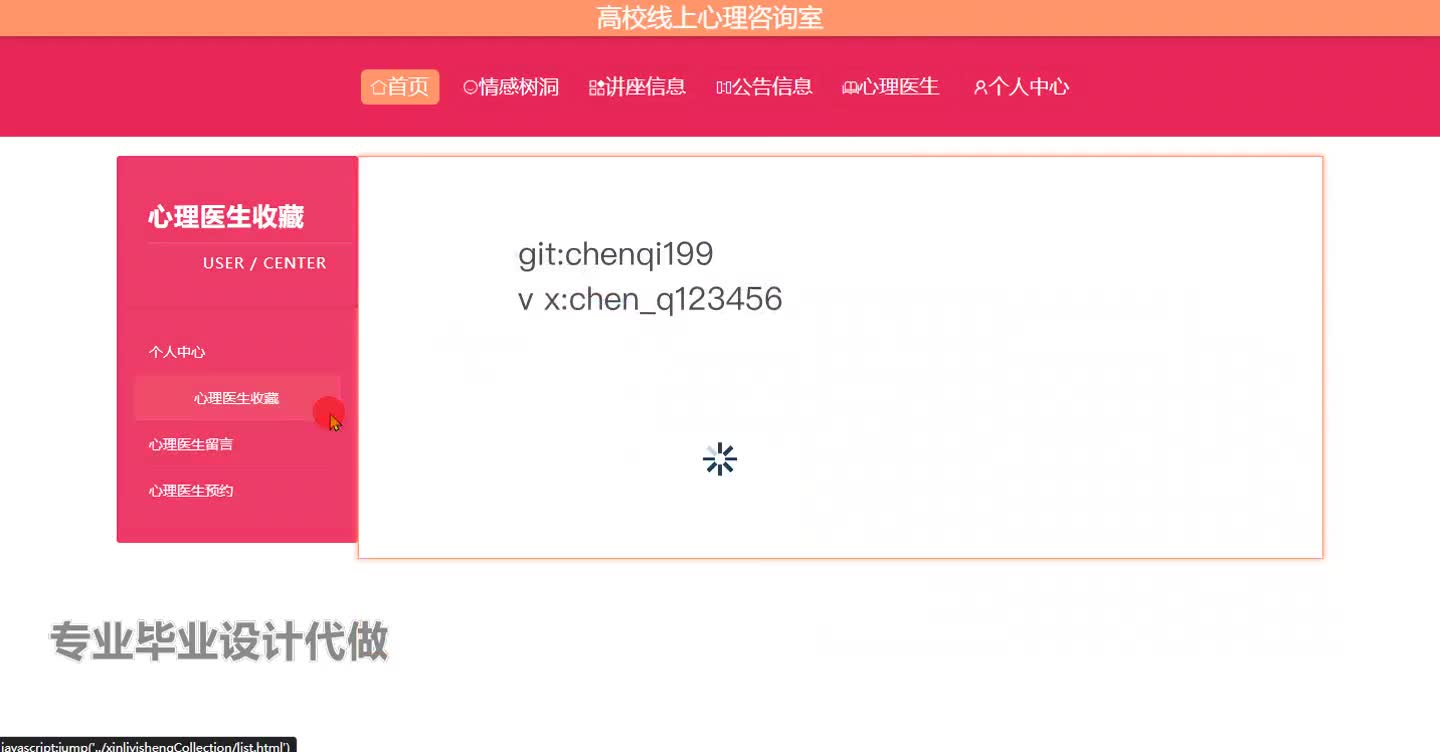 高校线上心理咨询室
首页 情感树洞 讲座信息 公告信息 心理医生 个人中心
心理医生收藏
USER / CENTER
git:chenqi199
v x:chen_q123456
个人中心
心理医生收藏
心理医生留言
心理医生预约
专业毕业设计代做
javascript:jump('../xinliyishengCollection/list.html')